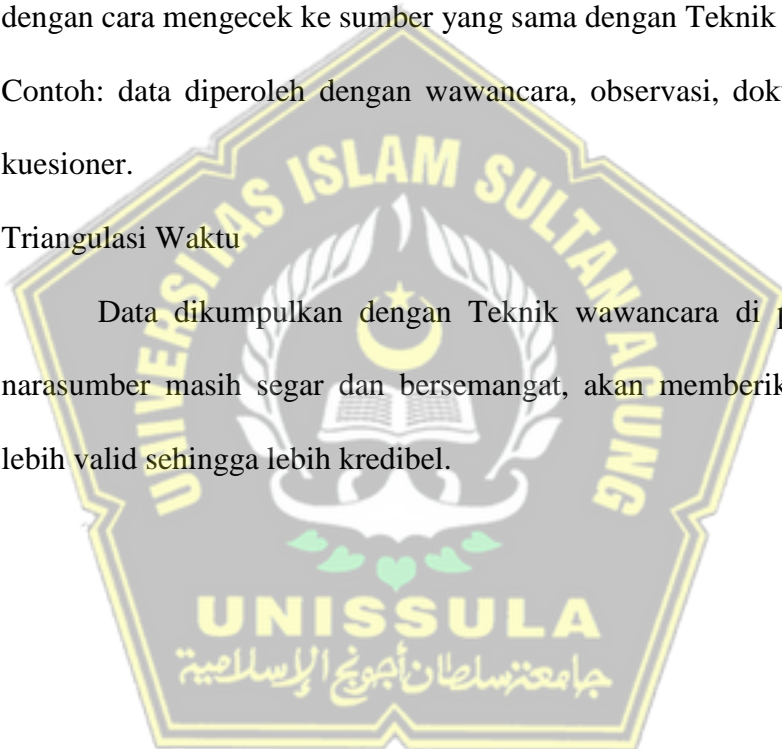 dengan cara mengecek ke sumber yang sama dengan Teknik
Contoh: data diperoleh dengan wawancara, observasi, dok
kuesioner.
Triangulasi Waktu
Data dikumpulkan dengan Teknik wawancara di p
narasumber masih segar dan bersemangat, akan memberik
lebih valid sehingga lebih kredibel.
UNIVERSITAS ISLAM SULTAN AGUNG
UNISSULA
جامعة سلطان أجونج الإسلامية